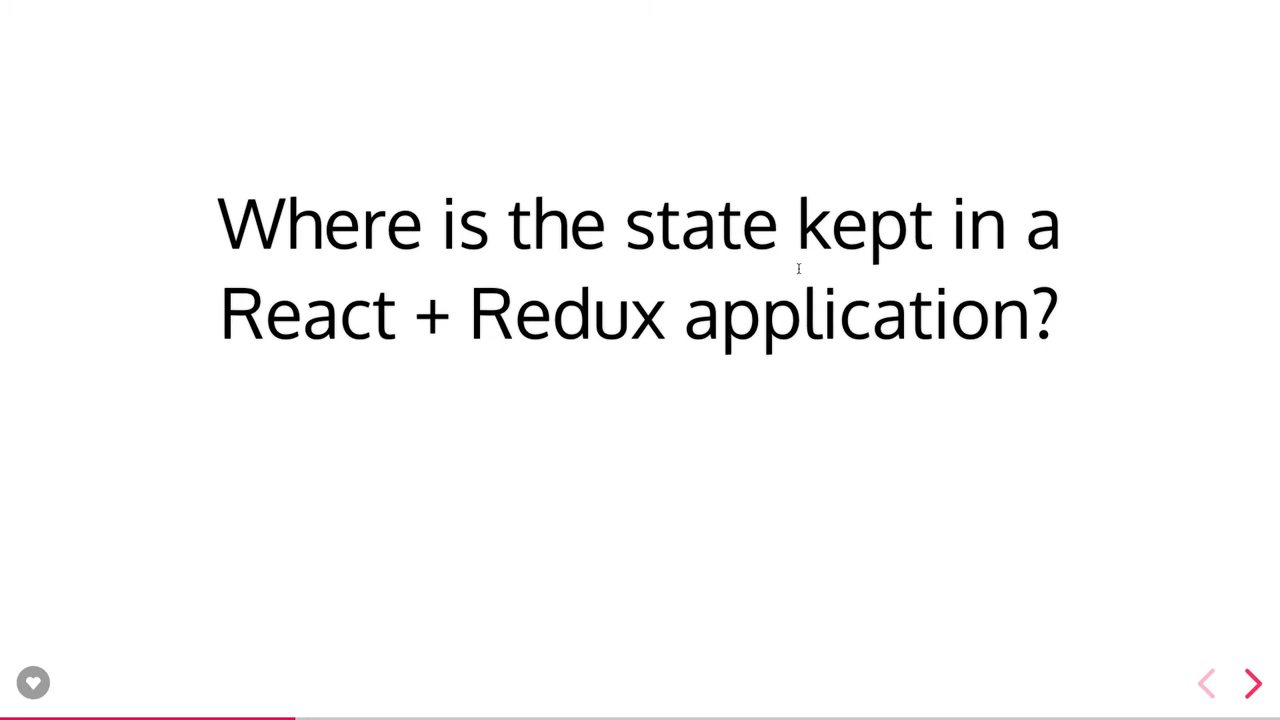 Where is the state kept in a
React + Redux application?